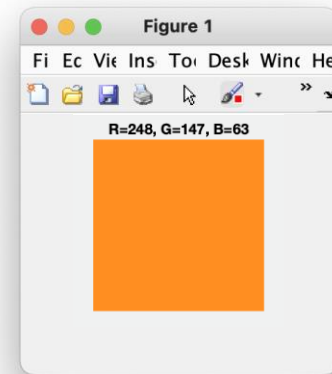 Figure 1
Fi Ec Vie Ins To Desk Winc He
»
R=248, G=147, B=63